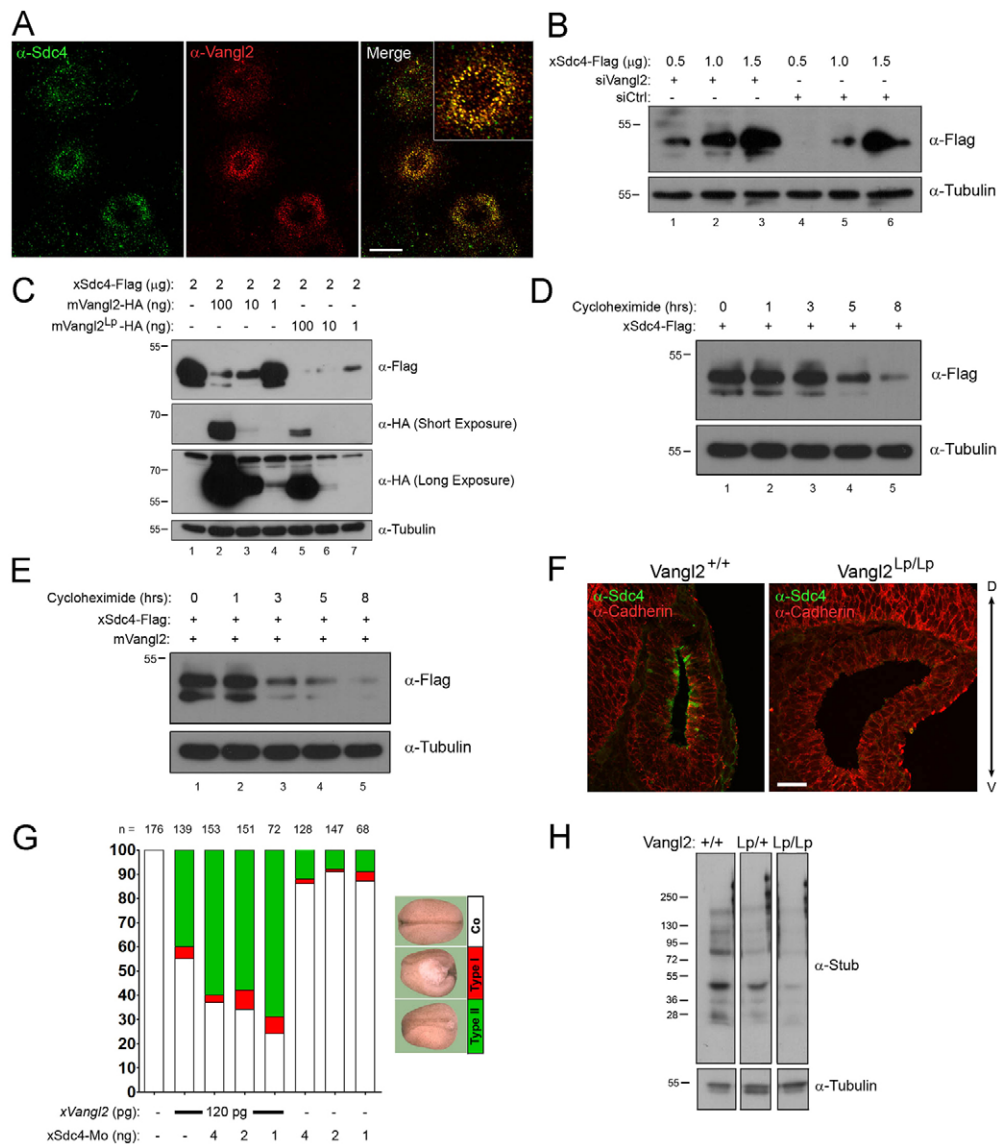 A
α-Sdc4
α-Vangl2
Merge
B
xSdc4-Flag (μg) 0.5 1.0 1.5 0.5 1.0 1.5
siVangl2: + + + - - -
siCtrl: - - - + + +
55
α-Flag
55
α-Tubulin
1 2 3 4 5 6
C
xSdc4-Flag (μg) 2 2 2 2 2 2 2
mVangl2-HA (ng) - 100 10 1 - - -
mVangl2Lp-HA (ng) - - - - 100 10 1
55
α-Flag
70
α-HA (Short Exposure)
70
55
α-HA (Long Exposure)
55
α-Tubulin
1 2 3 4 5 6 7
D
Cycloheximide (hrs): 0 1 3 5 8
xSdc4-Flag: + + + + +
55
α-Flag
55
α-Tubulin
1 2 3 4 5
E
Cycloheximide (hrs): 0 1 3 5 8
xSdc4-Flag: + + + + +
mVangl2: + + + + +
55
α-Flag
α-Tubulin
1 2 3 4 5
F
Vangl2+/+
Vangl2Lp/Lp
α-Sdc4
α-Cadherin
α-Sdc4
α-Cadherin
D
V
G
n = 176 139 153 151 72 128 147 68
100
90
80
70
60
50
40
30
20
10
0
Co
Type I
Type II
xVangl2 (pg) - 120 pg - - -
xSdc4-Mo (ng) - - 4 2 1 4 2 1
H
Vangl2: +/+ Lp/+ Lp/Lp
250
130
95
72
55
36
28
α-Stub
55
α-Tubulin